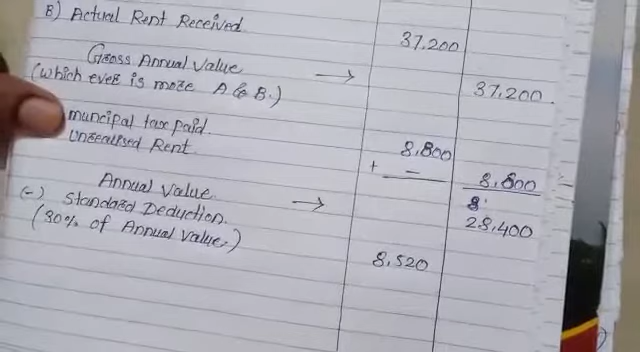 B) Actual Rent Received. 37,200
Gross Annual Value → 37,200.
(which ever is more A & B.)
muncipal tax paid. 8,800
Unrealised Rent + – 8,800
Annual Value → 28,400
(-) Standard Deduction.
(30% of Annual Value.) 8,520